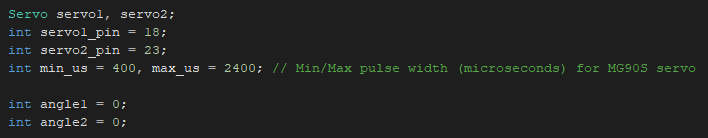 Servo servo1, servo2;
int servo1_pin = 18;
int servo2_pin = 23;
int min_us = 400, max_us = 2400; // Min/Max pulse width (microseconds) for MG90S servo
int angle1 = 0;
int angle2 = 0;